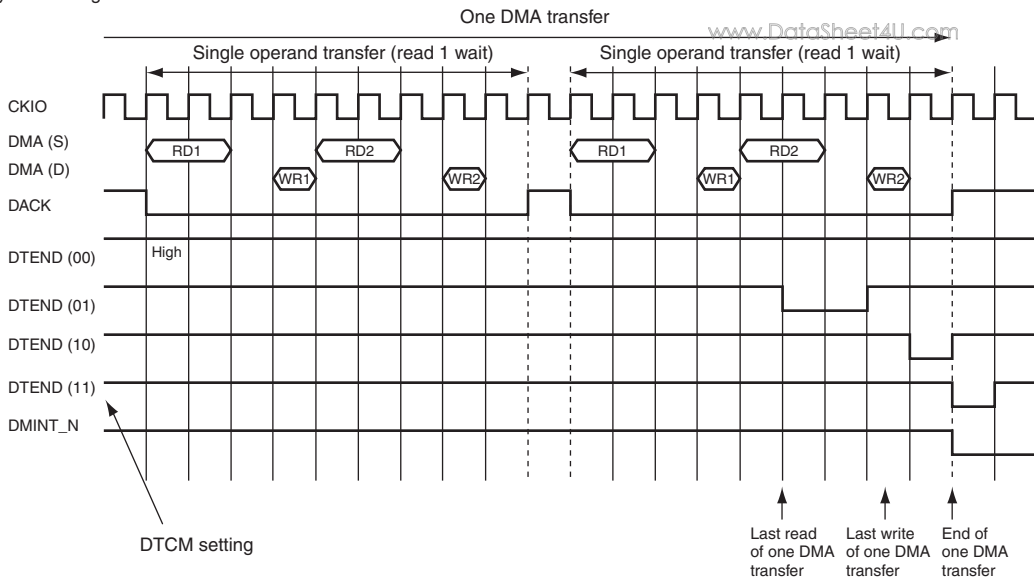 One DMA transfer
www.DataSheet4U.com
Single operand transfer (read 1 wait)
Single operand transfer (read 1 wait)
CKIO
DMA (S)
RD1
RD2
RD1
RD2
DMA (D)
WR1
WR2
WR1
WR2
DACK
DTEND (00)
High
DTEND (01)
DTEND (10)
DTEND (11)
DMINT_N
DTCM setting
Last read
of one DMA
transfer
Last write
of one DMA
transfer
End of
one DMA
transfer